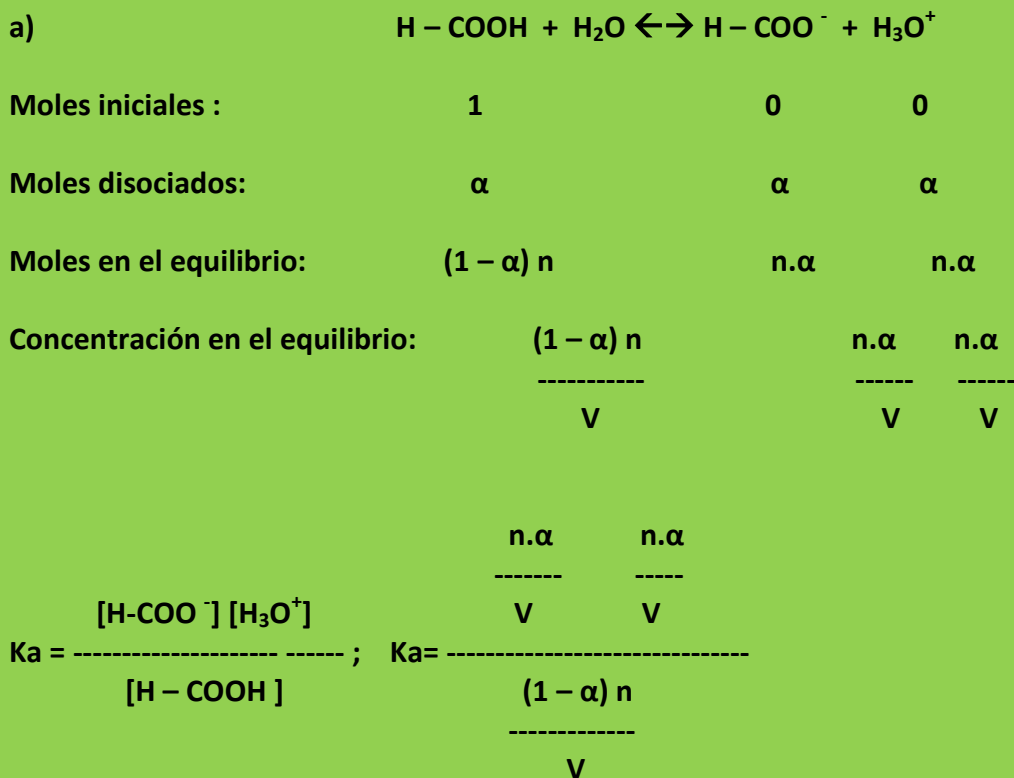 a) H – COOH + H₂O ←→ H – COO ⁻ + H₃O⁺
Moles iniciales : 1 0 0
Moles disociados: α α α
Moles en el equilibrio: (1 – α) n n.α n.α
Concentración en el equilibrio: (1 – α) n n.α n.α
----------- ------ ------
V V V
n.α n.α
------- -----
[H-COO ⁻] [H₃O⁺] V V
Ka = --------------------- ------ ; Ka= -------------------------------
[H – COOH ] (1 – α) n
-------------
V